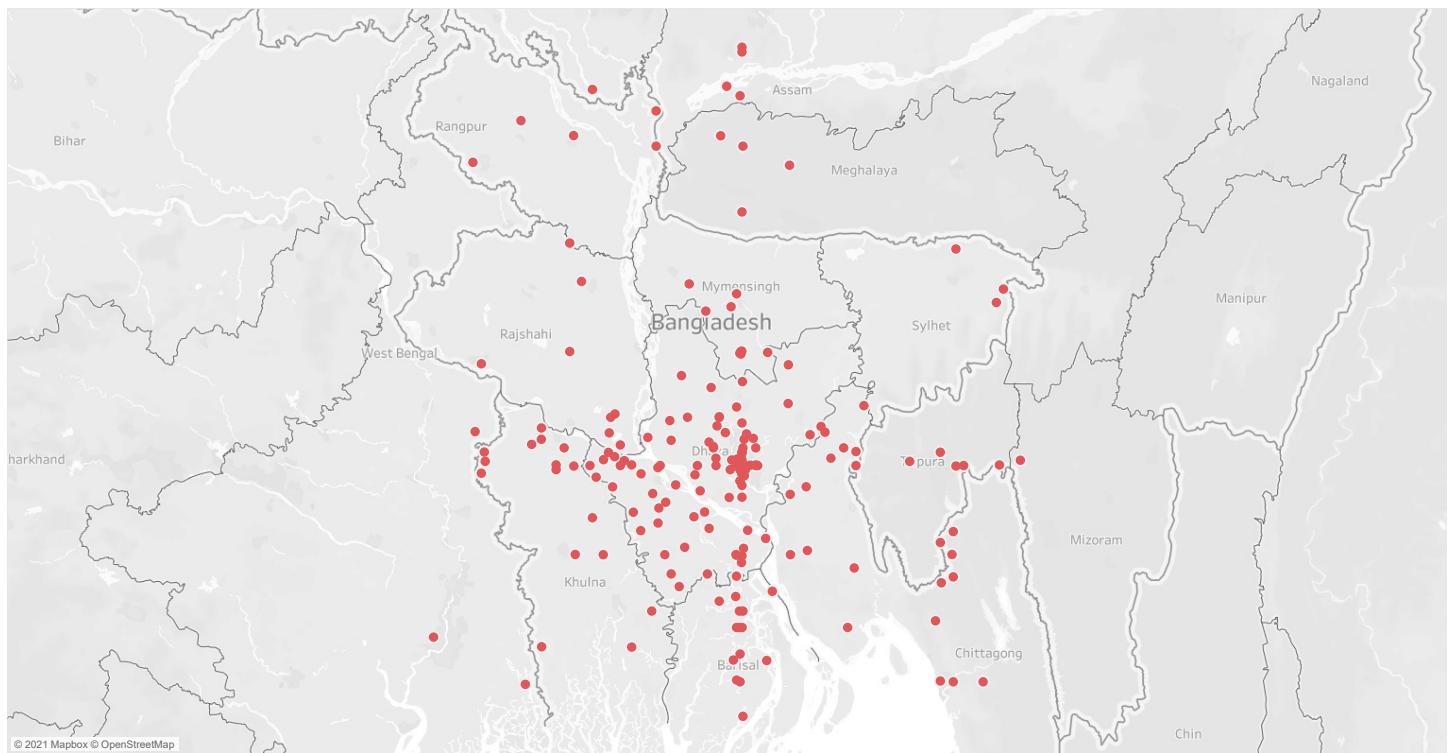 Nagaland
Assam
Rangpur
Bihar
Meghalaya
Mymensingh
Manipur
Bangladesh
Sylhet
Rajshahi
West Bengal
Dhaka
harkhand
Tripura
Mizoram
Khulna
Chittagong
Barisal
Chin
© 2021 Mapbox © OpenStreetMap